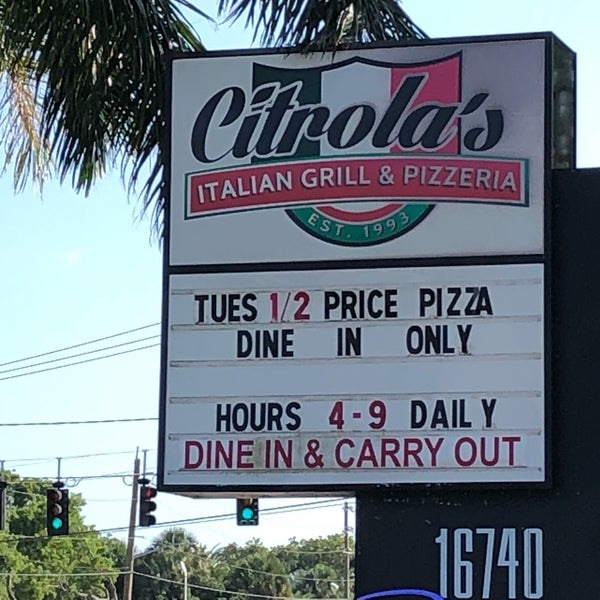 Citrola's
ITALIAN GRILL & PIZZERIA
EST. 1993
TUES 1/2 PRICE PIZZA
DINE IN ONLY
HOURS 4-9 DAILY
DINE IN & CARRY OUT
16740